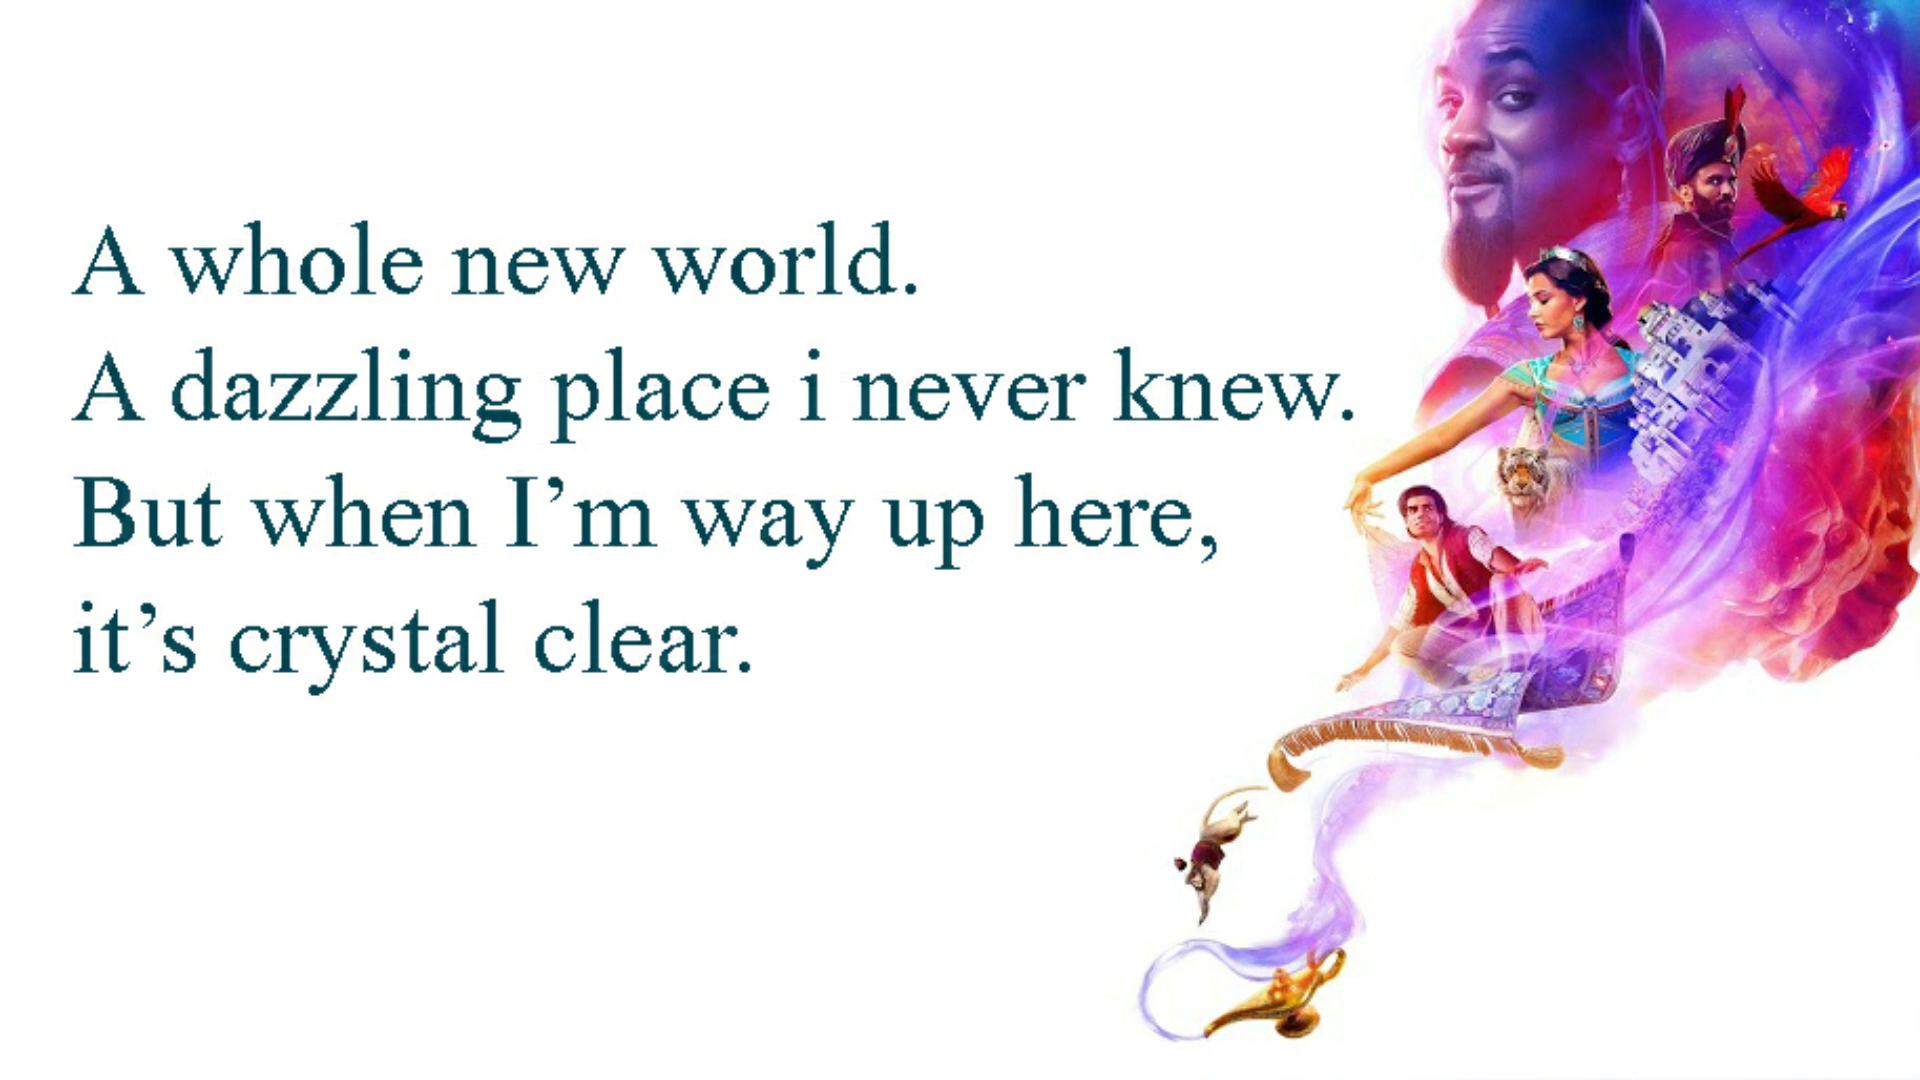 A whole new world.
A dazzling place i never knew.
But when I’m way up here,
it’s crystal clear.